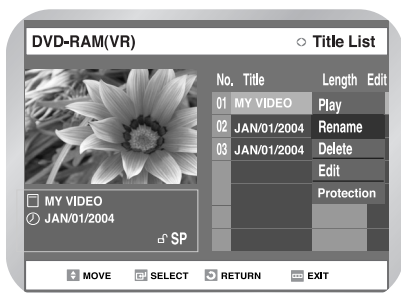 DVD-RAM(VR) Title List
No. Title Length Edit
01 MY VIDEO Play
02 JAN/01/2004 Rename
03 JAN/01/2004 Delete
Edit
Protection
MY VIDEO
JAN/01/2004
SP
MOVE SELECT RETURN EXIT